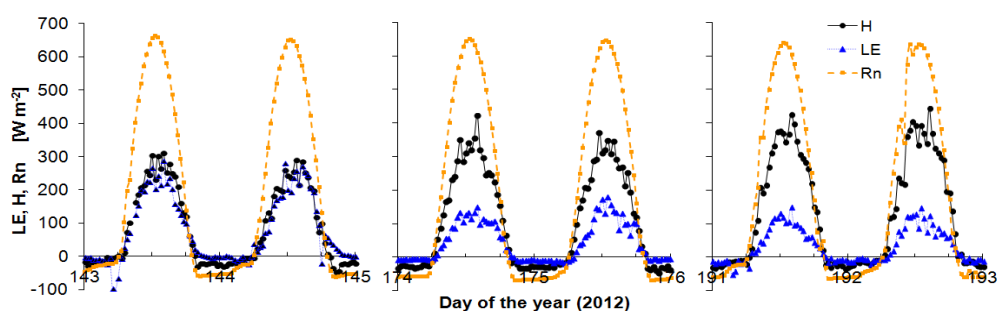 LE, H, Rn [W m-2]
700
600
500
400
300
200
100
0
-100
143 144 145
174 175 176
191 192 193
H
LE
Rn
Day of the year (2012)